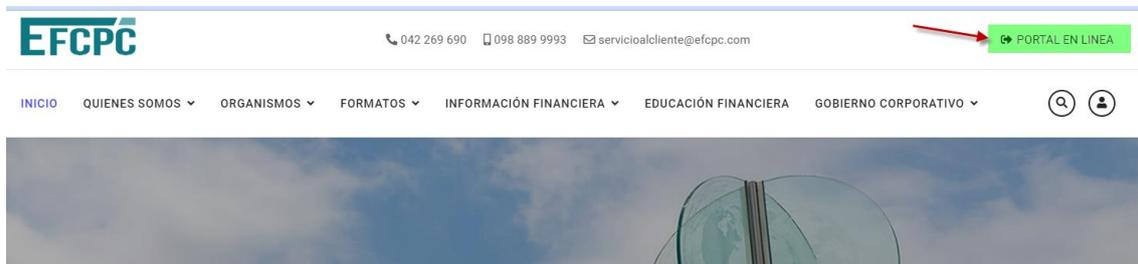 EFCPC
042 269 690 098 889 9993 servicioalcliente@efcpc.com PORTAL EN LINEA
INICIO QUIENES SOMOS ORGANISMOS FORMATOS INFORMACIÓN FINANCIERA EDUCACIÓN FINANCIERA GOBIERNO CORPORATIVO